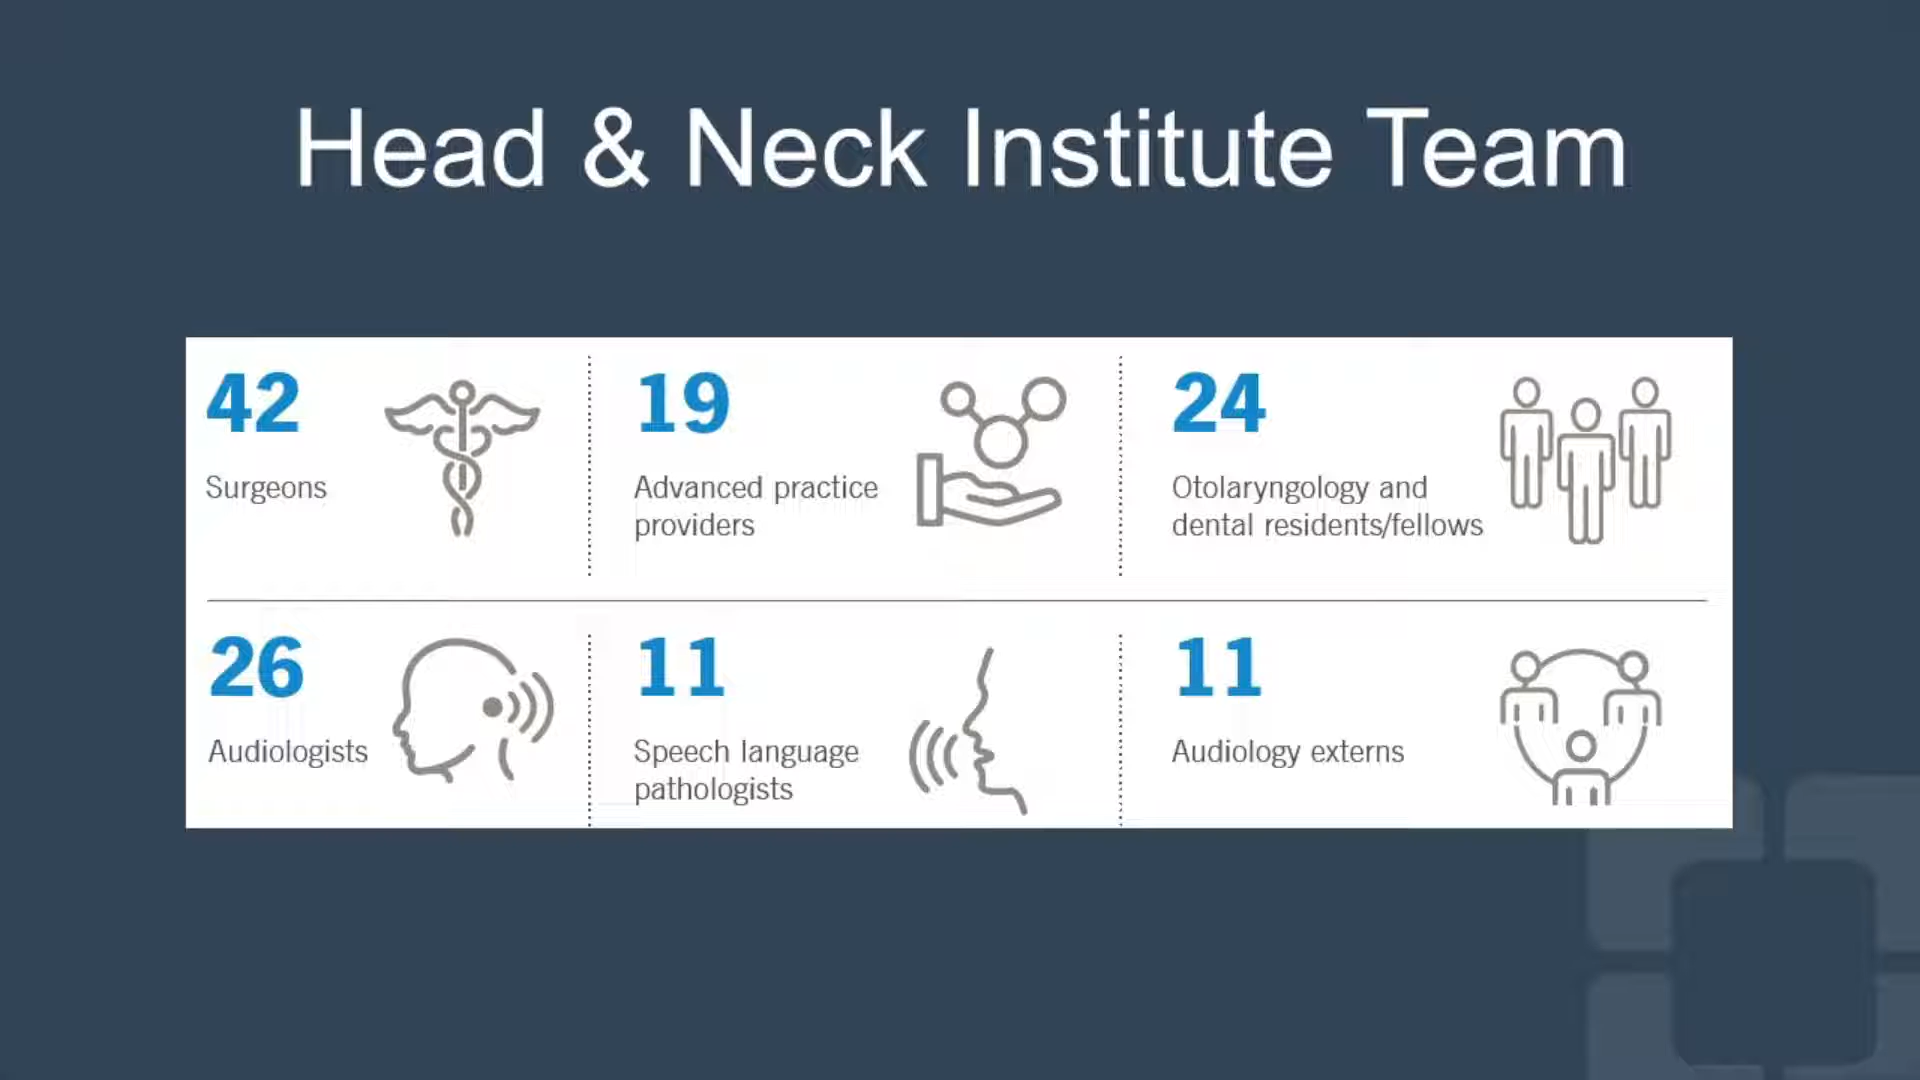 Head & Neck Institute Team
42
Surgeons
19
Advanced practice
providers
24
Otolaryngology and
dental residents/fellows
26
Audiologists
11
Speech language
pathologists
11
Audiology externs